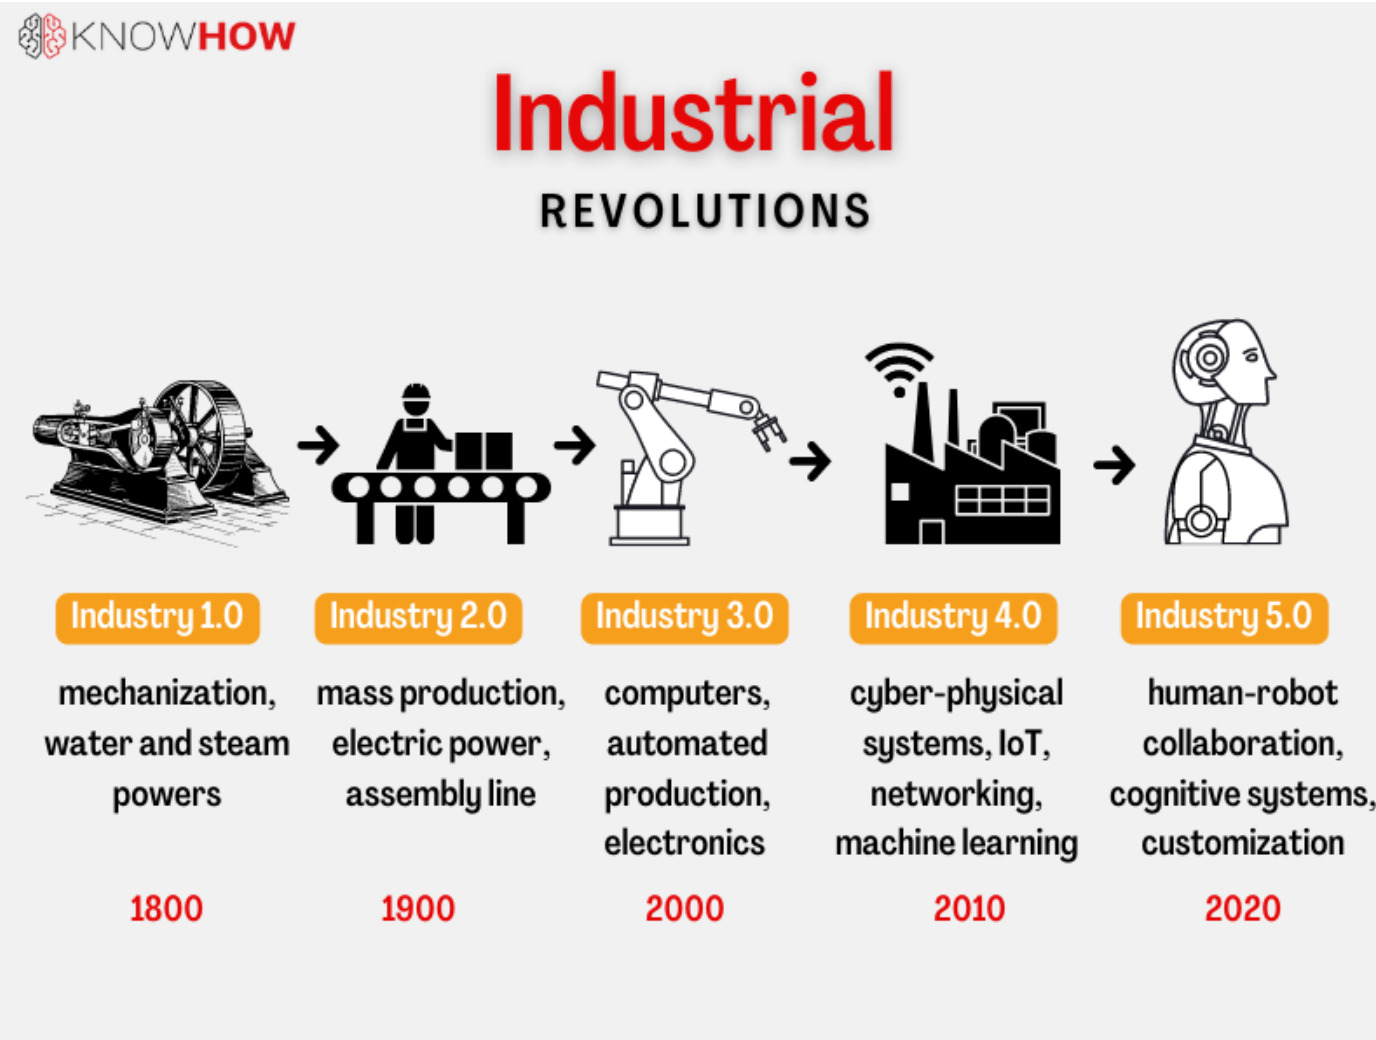 KNOWHOW
Industrial
REVOLUTIONS
Industry 1.0
mechanization,
water and steam
powers
1800
Industry 2.0
mass production,
electric power,
assembly line
1900
Industry 3.0
computers,
automated
production,
electronics
2000
Industry 4.0
cyber-physical
systems, IoT,
networking,
machine learning
2010
Industry 5.0
human-robot
collaboration,
cognitive systems,
customization
2020